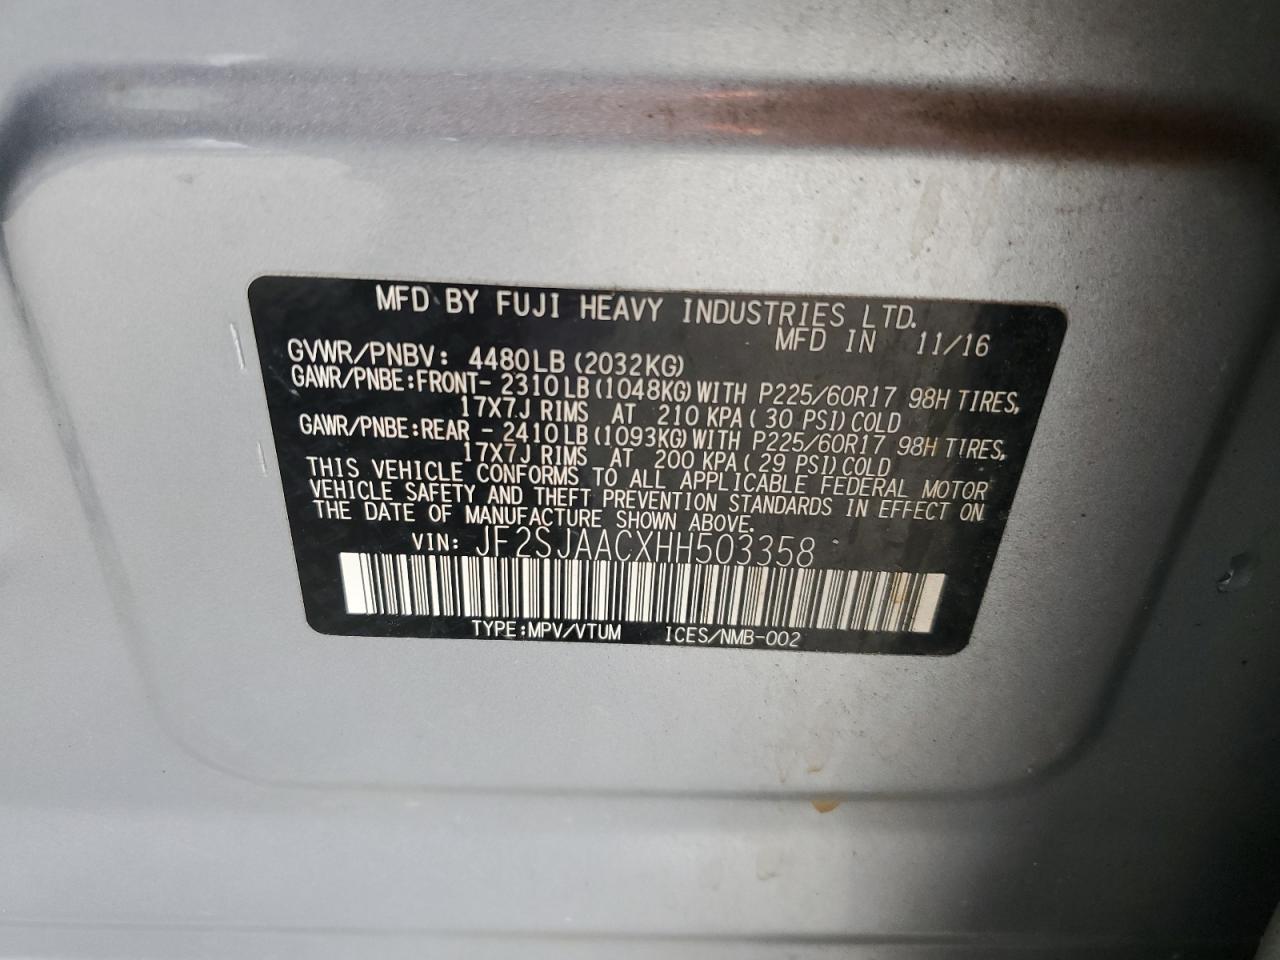 MFD BY FUJI HEAVY INDUSTRIES LTD.
MFD IN 11/16
GVWR/PNBV: 4480LB (2032KG)
GAWR/PNBE:FRONT- 2310LB (1048KG) WITH P225/60R17 98H TIRES,
17X7J RIMS AT 210 KPA ( 30 PSI) COLD
GAWR/PNBE:REAR - 2410LB (1093KG) WITH P225/60R17 98H TIRES,
17X7J RIMS AT 200 KPA ( 29 PSI) COLD
THIS VEHICLE CONFORMS TO ALL APPLICABLE FEDERAL MOTOR
VEHICLE SAFETY AND THEFT PREVENTION STANDARDS IN EFFECT ON
THE DATE OF MANUFACTURE SHOWN ABOVE.
VIN: JF2SJAACXHH503358
TYPE:MPV/VTUM ICES/NMB-002